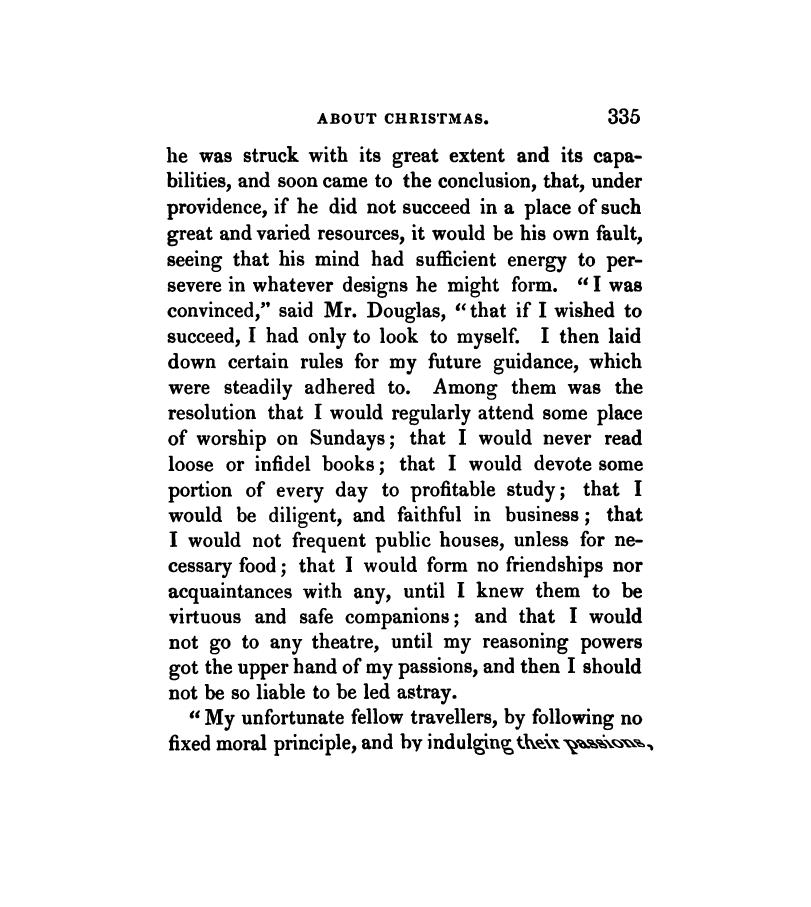 ABOUT CHRISTMAS. 335
he was struck with its great extent and its capa-
bilities, and soon came to the conclusion, that, under
providence, if he did not succeed in a place of such
great and varied resources, it would be his own fault,
seeing that his mind had sufficient energy to per-
severe in whatever designs he might form. “I was
convinced,” said Mr. Douglas, “that if I wished to
succeed, I had only to look to myself. I then laid
down certain rules for my future guidance, which
were steadily adhered to. Among them was the
resolution that I would regularly attend some place
of worship on Sundays; that I would never read
loose or infidel books; that I would devote some
portion of every day to profitable study; that I
would be diligent, and faithful in business; that
I would not frequent public houses, unless for ne-
cessary food; that I would form no friendships nor
acquaintances with any, until I knew them to be
virtuous and safe companions; and that I would
not go to any theatre, until my reasoning powers
got the upper hand of my passions, and then I should
not be so liable to be led astray.
“My unfortunate fellow travellers, by following no
fixed moral principle, and by indulging their passions,